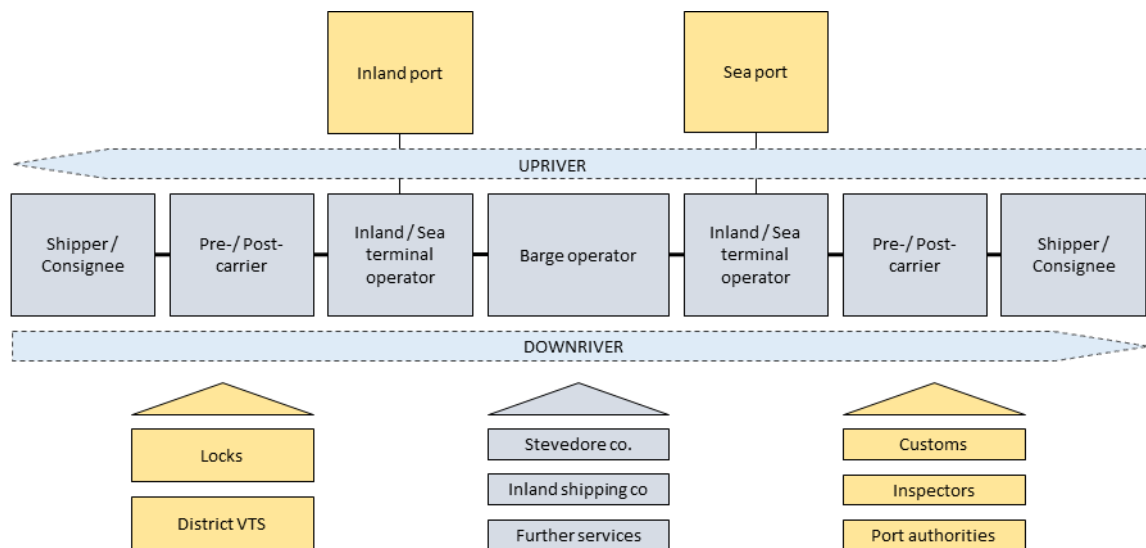 Inland port
Sea port
UPRIVER
Shipper /
Consignee
Pre-/ Post-
carrier
Inland / Sea
terminal
operator
Barge operator
Inland / Sea
terminal
operator
Pre-/ Post-
carrier
Shipper /
Consignee
DOWNRIVER
Locks
District VTS
Stevedore co.
Inland shipping co
Further services
Customs
Inspectors
Port authorities